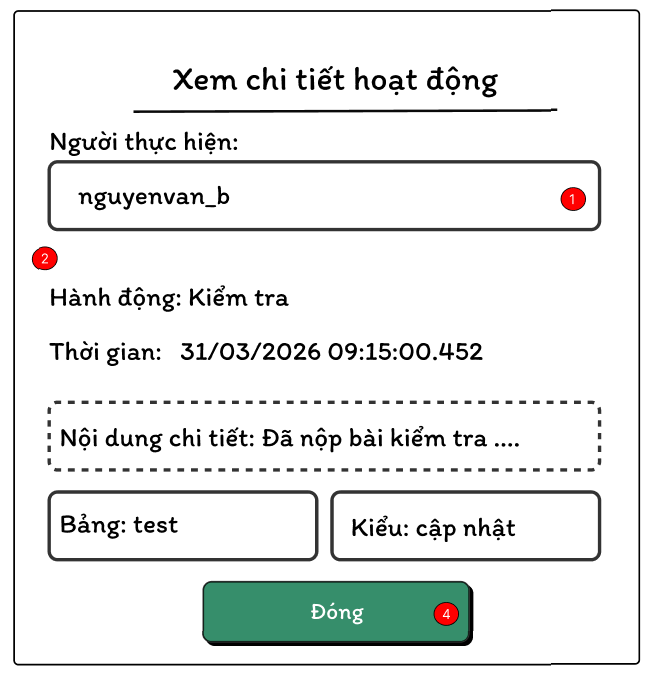 Xem chi tiết hoạt động
Người thực hiện:
nguyenvan_b
1
2
Hành động: Kiểm tra
Thời gian: 31/03/2026 09:15:00.452
Nội dung chi tiết: Đã nộp bài kiểm tra ....
Bảng: test
Kiểu: cập nhật
Đóng
4